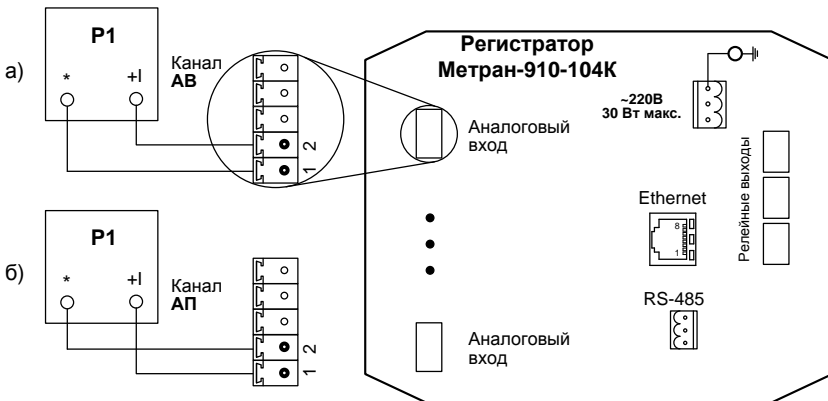 а)
P1
*
+I
Канал
АВ
2
1
Регистратор
Метран-910-104К
Аналоговый
вход
~220В
30 Вт макс.
Релейные выходы
Ethernet
8
1
RS-485
б)
P1
*
+I
Канал
АП
2
1
Аналоговый
вход